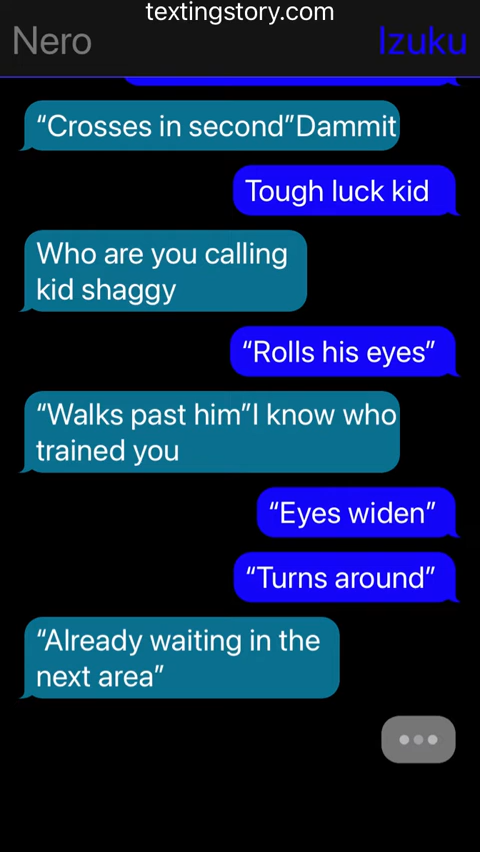 textingstory.com
Nero
Izuku
“Crosses in second”Dammit
Tough luck kid
Who are you calling
kid shaggy
“Rolls his eyes”
“Walks past him”I know who
trained you
“Eyes widen”
“Turns around”
“Already waiting in the
next area”